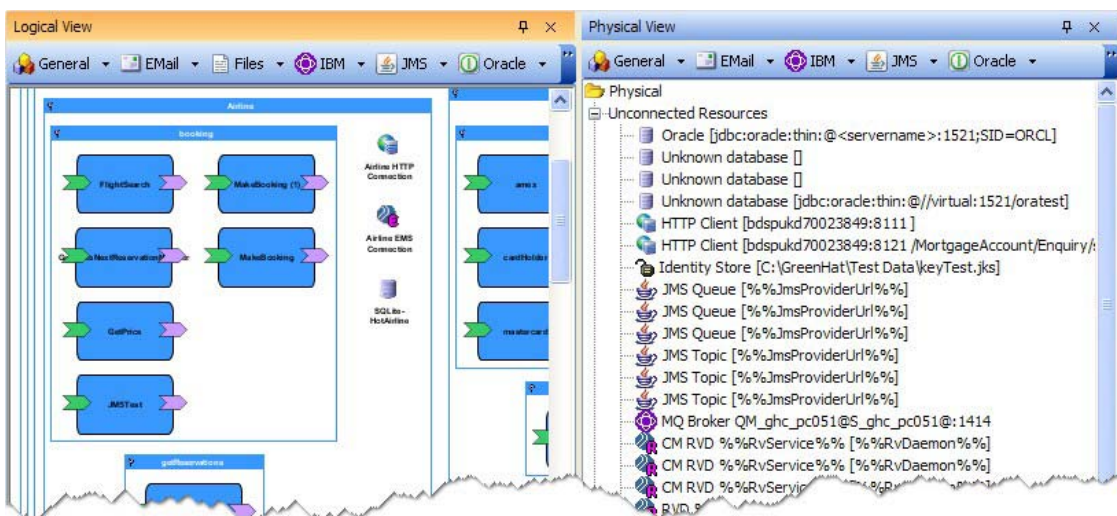 Logical View
General
EMail
Files
IBM
JMS
Oracle
Airline
booking
FlightSearch
MakeBooking (1)
MakeBooking
GetPrice
JMSTest
Airline HTTP
Connection
Airline EMS
Connection
SQLite-
HotAirline
amex
cardHolder
mastercard
getReservations
Physical View
General
EMail
IBM
JMS
Oracle
Physical
Unconnected Resources
Oracle [jdbc:oracle:thin:@<servername>:1521;SID=ORCL]
Unknown database []
Unknown database []
Unknown database [jdbc:oracle:thin:@//virtual:1521/oratest]
HTTP Client [bdspukd70023849:8111 ]
HTTP Client [bdspukd70023849:8121 /MortgageAccount/Enquiry/
Identity Store [C:\GreenHat\Test Data\keyTest.jks]
JMS Queue [%%JmsProviderUrl%%]
JMS Queue [%%JmsProviderUrl%%]
JMS Queue [%%JmsProviderUrl%%]
JMS Topic [%%JmsProviderUrl%%]
JMS Topic [%%JmsProviderUrl%%]
JMS Topic [%%JmsProviderUrl%%]
MQ Broker QM_ghc_pc051@S_ghc_pc051@:1414
CM RVD %%RvService%% [%%RvDaemon%%]
CM RVD %%RvService%% [%%RvDaemon%%]
CM RVD %%RvServic
RVD